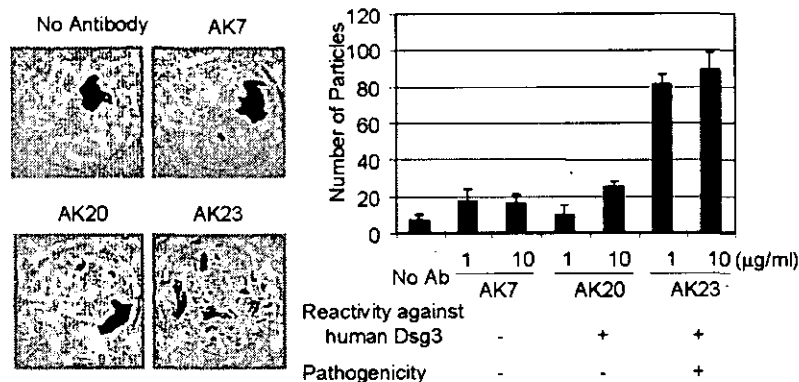 No Antibody AK7
AK20 AK23
Number of Particles
120
100
80
60
40
20
0
No Ab 1 10 1 10 1 10 (μg/ml)
AK7 AK20 AK23
Reactivity against
human Dsg3 - + +
Pathogenicity - - +